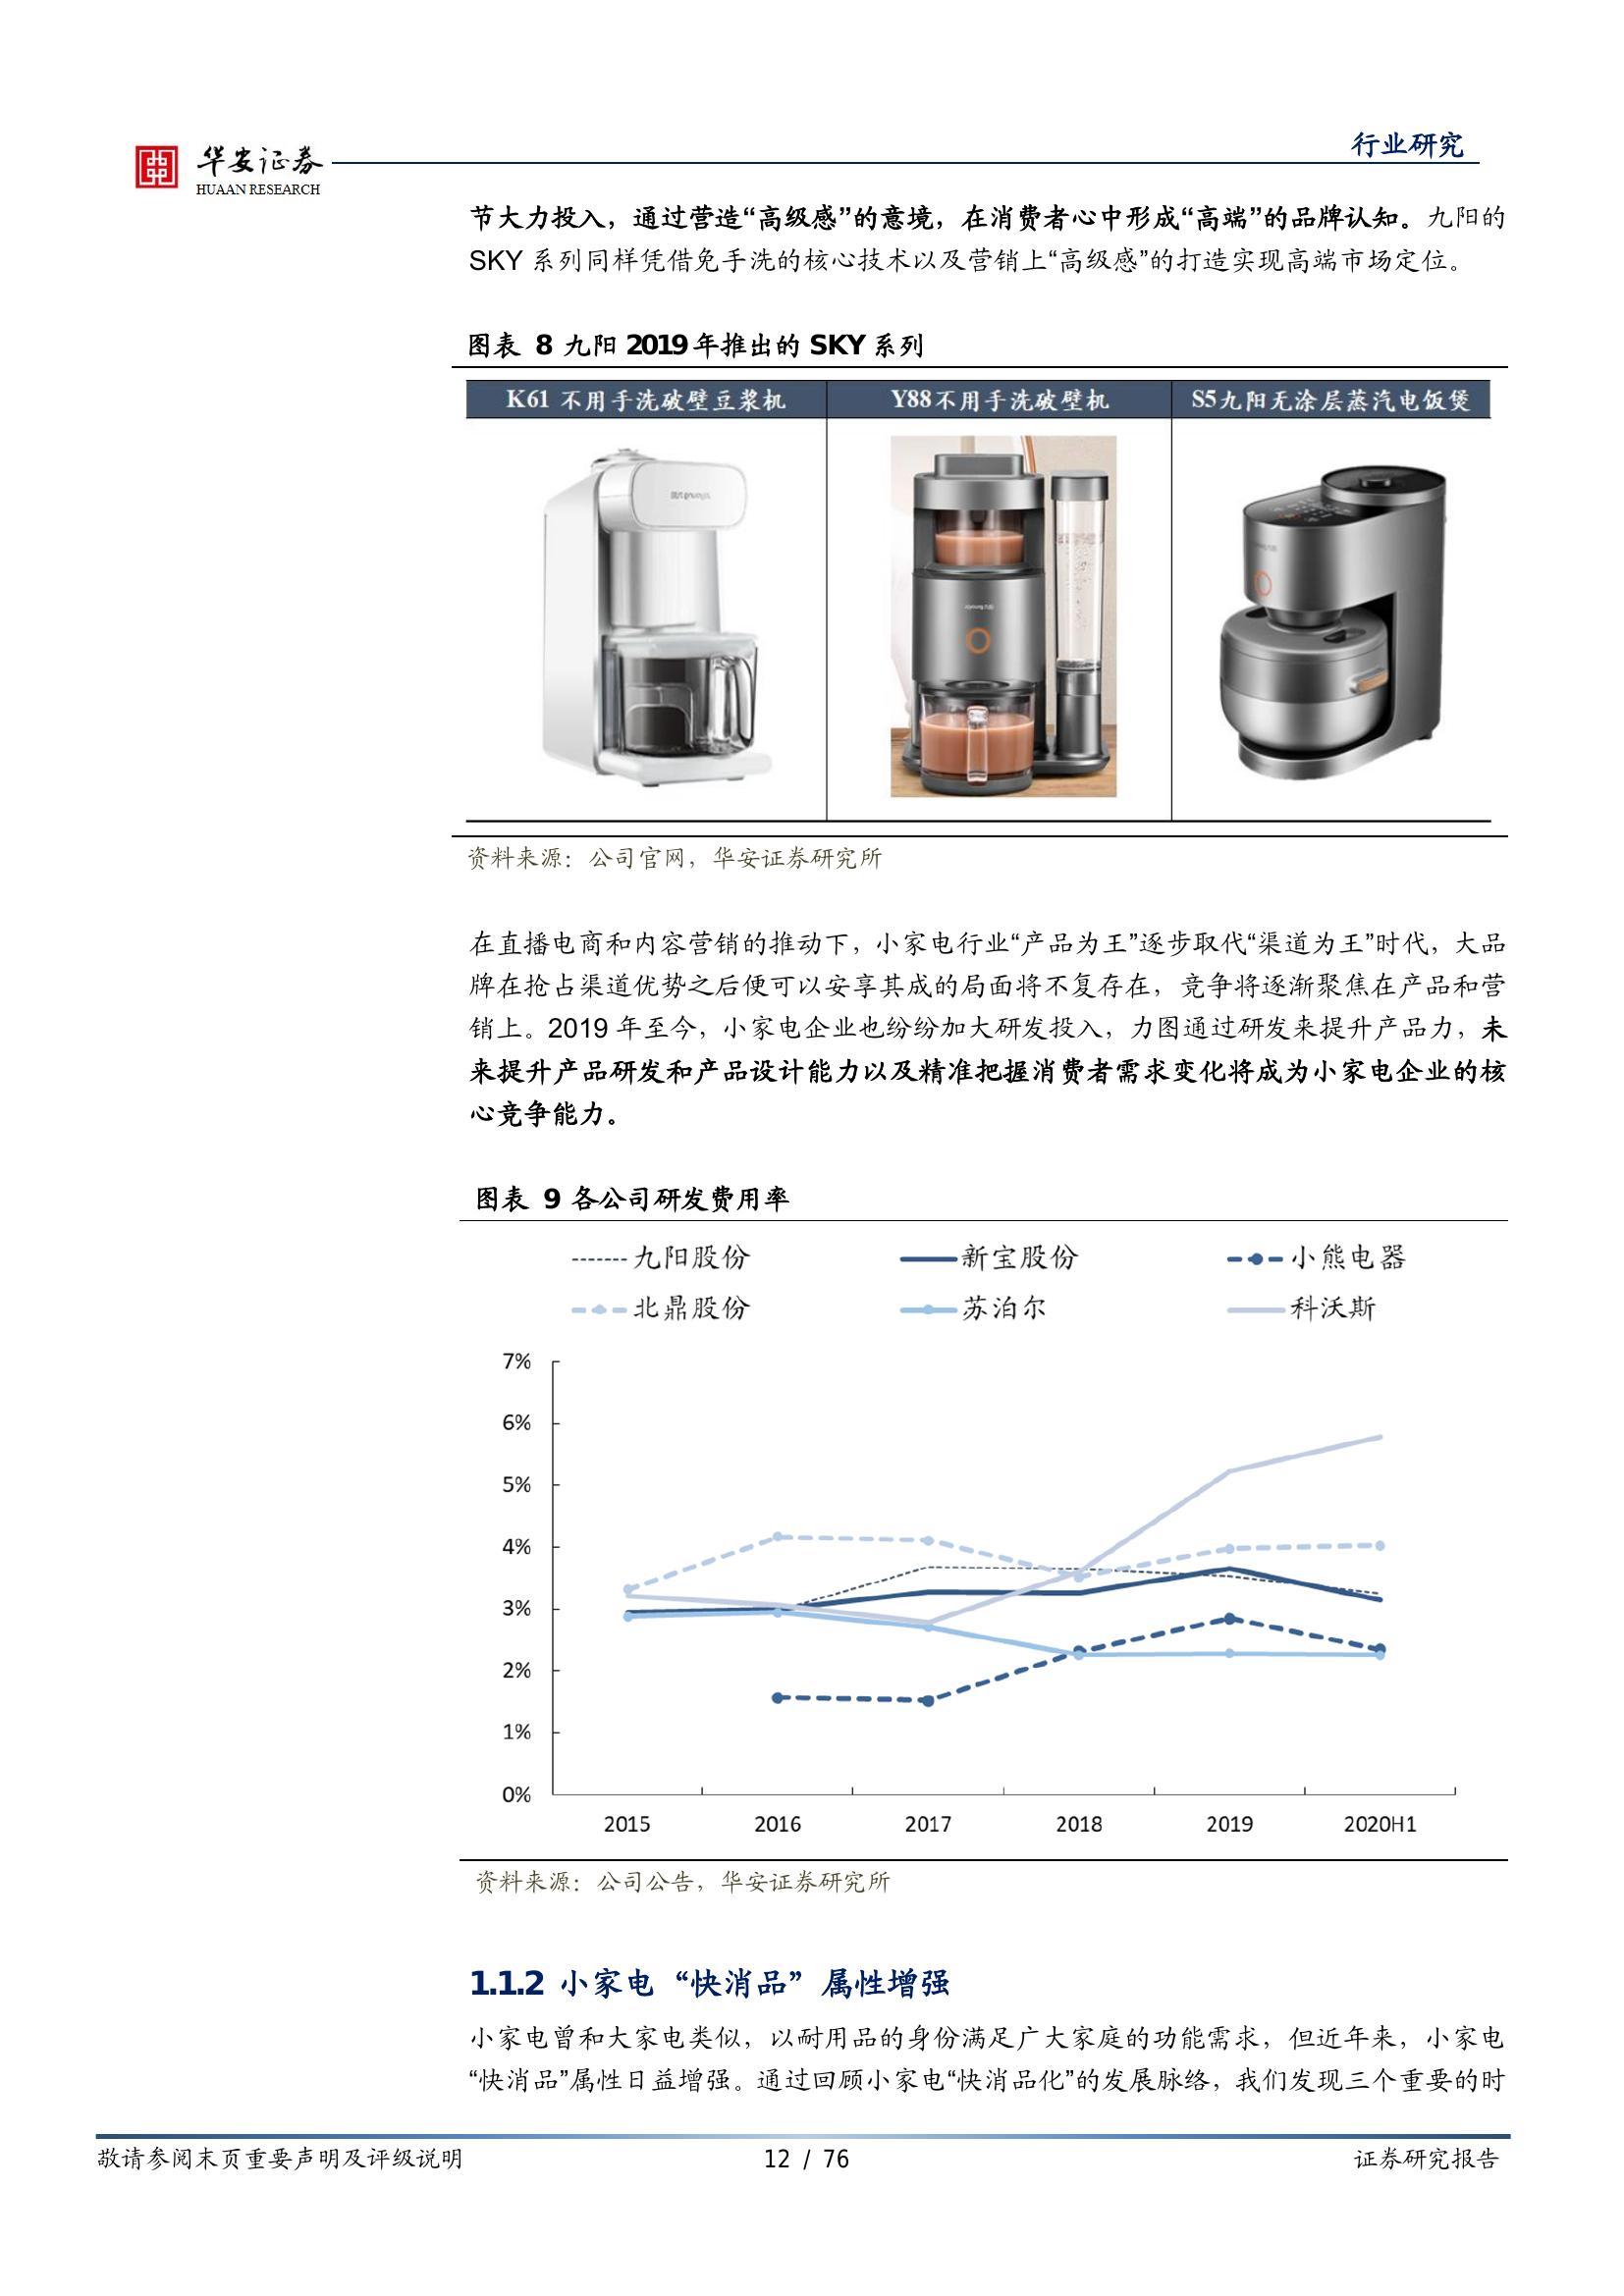 华安证券
HUAAN RESEARCH
行业研究
节大力投入，通过营造“高级感”的意境，在消费者心中形成“高端”的品牌认知。九阳的
SKY 系列同样凭借免手洗的核心技术以及营销上“高级感”的打造实现高端市场定位。
图表 8 九阳 2019 年推出的 SKY 系列
K61 不用手洗破壁豆浆机 Y88不用手洗破壁机 S5九阳无涂层蒸汽电饭煲
资料来源：公司官网，华安证券研究所
在直播电商和内容营销的推动下，小家电行业“产品为王”逐步取代“渠道为王”时代，大品
牌在抢占渠道优势之后便可以安享其成的局面将不复存在，竞争将逐渐聚焦在产品和营
销上。2019 年至今，小家电企业也纷纷加大研发投入，力图通过研发来提升产品力，未
来提升产品研发和产品设计能力以及精准把握消费者需求变化将成为小家电企业的核
心竞争能力。
图表 9 各公司研发费用率
九阳股份 新宝股份 小熊电器
北鼎股份 苏泊尔 科沃斯
7%
6%
5%
4%
3%
2%
1%
0%
2015 2016 2017 2018 2019 2020H1
资料来源：公司公告，华安证券研究所
1.1.2 小家电“快消品”属性增强
小家电曾和大家电类似，以耐用品的身份满足广大家庭的功能需求，但近年来，小家电
“快消品”属性日益增强。通过回顾小家电“快消品化”的发展脉络，我们发现三个重要的时
敬请参阅末页重要声明及评级说明 12 / 76 证券研究报告